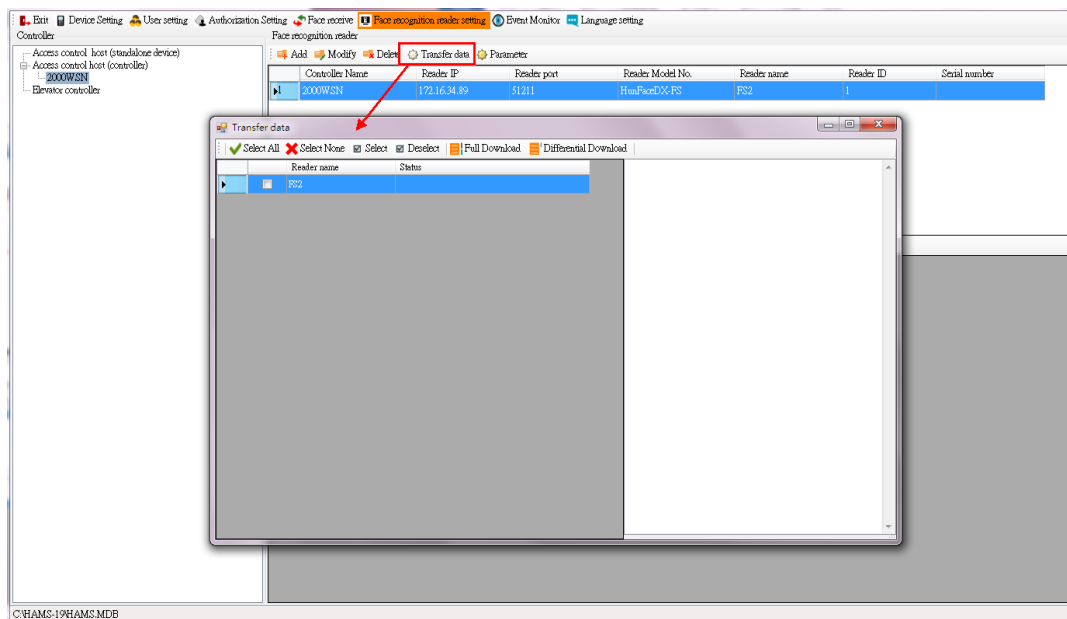 Exit Device Setting User setting Authorization Setting Face receive Face recognition reader setting Event Monitor Language setting
Controller
Face recognition reader
Access control host (standalone device)
Access control host (controller)
2000WSN
Elevator controller
Add Modify Delete Transfer data Parameter
Controller Name Reader IP Reader port Reader Model No. Reader name Reader ID Serial number
1 2000WSN 172.16.34.89 51211 HunFaceDX-FS FS2 1
Transfer data
Select All Select None Select Deselect Full Download Differential Download
Reader name Status
FS2
C:\HAMS-19\HAMS.MDB